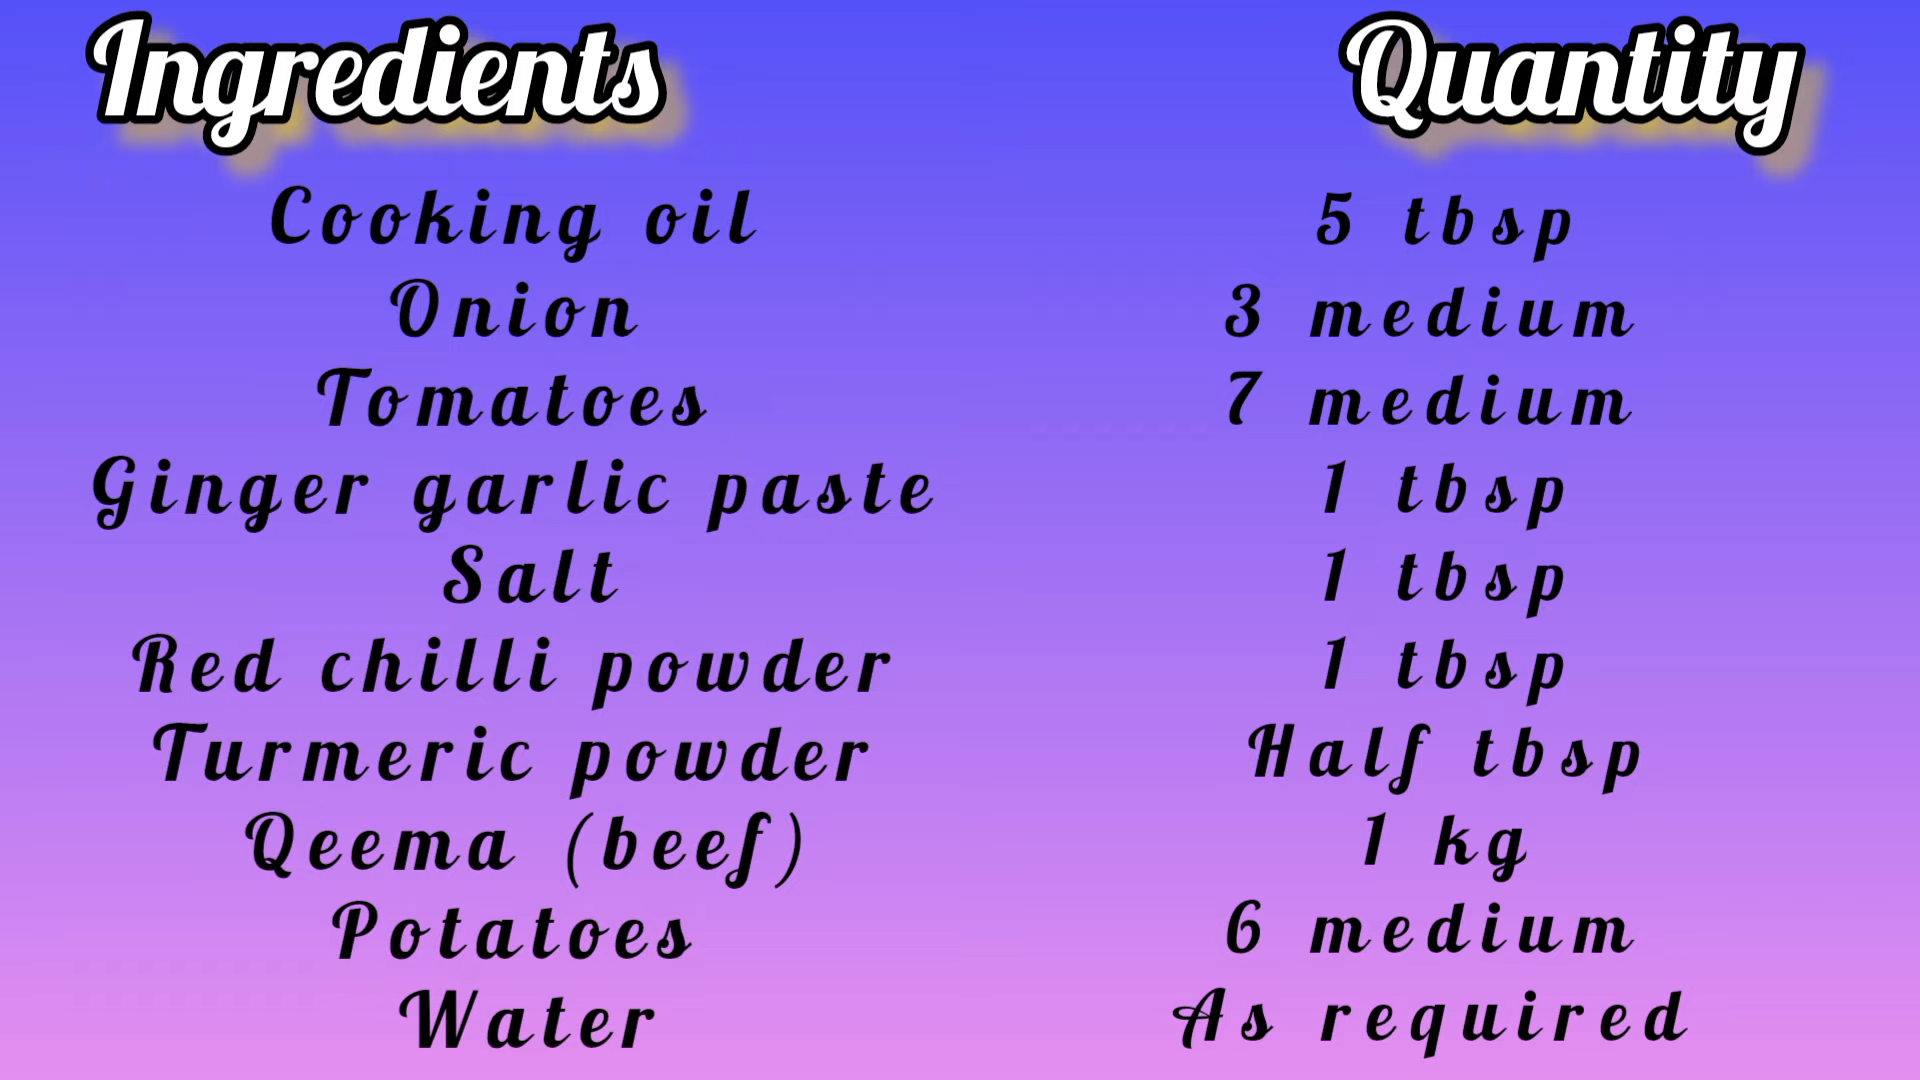 Ingredients Quantity
Cooking oil 5 tbsp
Onion 3 medium
Tomatoes 7 medium
Ginger garlic paste 1 tbsp
Salt 1 tbsp
Red chilli powder 1 tbsp
Turmeric powder Half tbsp
Qeema (beef) 1 kg
Potatoes 6 medium
Water As required